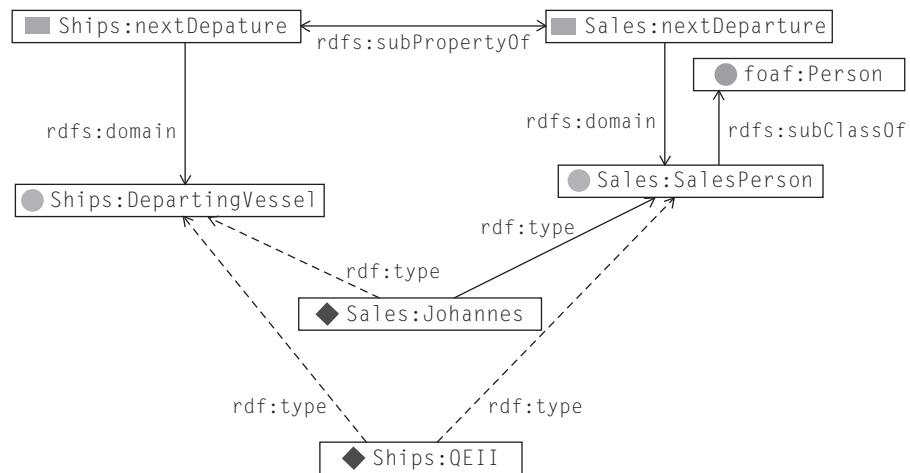 Ships:nextDepature
rdfs:subPropertyOf
Sales:nextDeparture
foaf:Person
rdfs:domain
rdfs:domain
rdfs:subClassOf
Ships:DepartingVessel
Sales:SalesPerson
rdf:type
rdf:type
Sales:Johannes
rdf:type
rdf:type
Ships:QEII